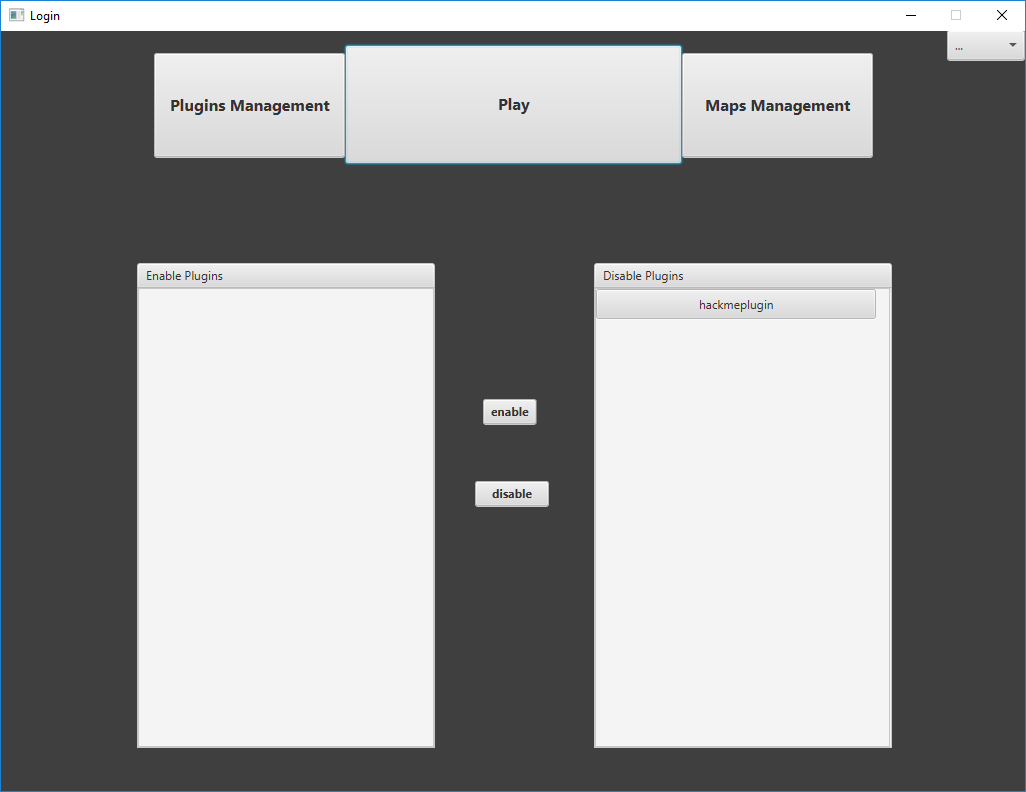 Login
...
Plugins Management
Play
Maps Management
Enable Plugins
Disable Plugins
hackmeplugin
enable
disable